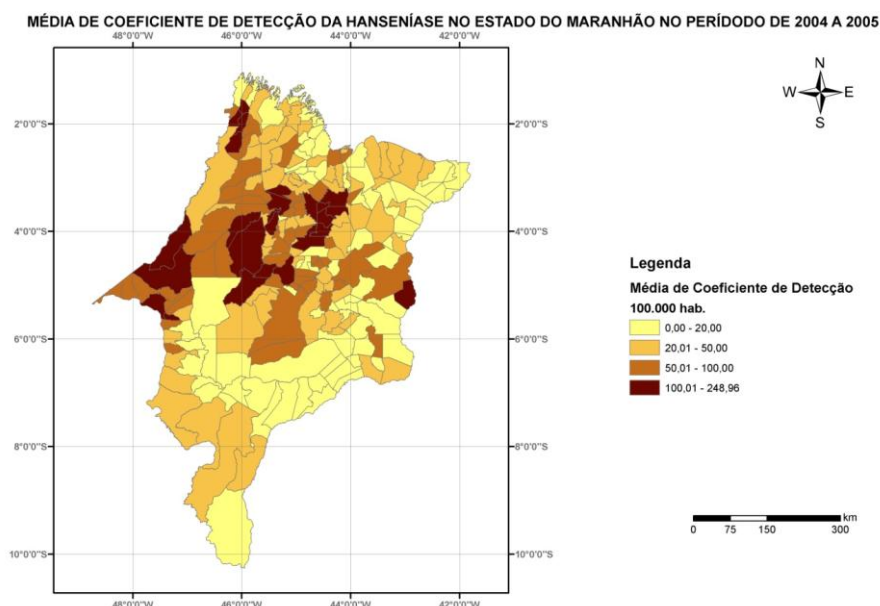 MÉDIA DE COEFICIENTE DE DETECÇÃO DA HANSENÍASE NO ESTADO DO MARANHÃO NO PERÍDODO DE 2004 A 2005
48°0'0"W 46°0'0"W 44°0'0"W 42°0'0"W
N
W E
S
2°0'0"S 2°0'0"S
4°0'0"S 4°0'0"S
Legenda
Média de Coeficiente de Detecção
100.000 hab.
0,00 - 20,00
6°0'0"S 6°0'0"S
20,01 - 50,00
50,01 - 100,00
100,01 - 248,96
8°0'0"S 8°0'0"S
km
0 75 150 300
10°0'0"S 10°0'0"S
48°0'0"W 46°0'0"W 44°0'0"W 42°0'0"W